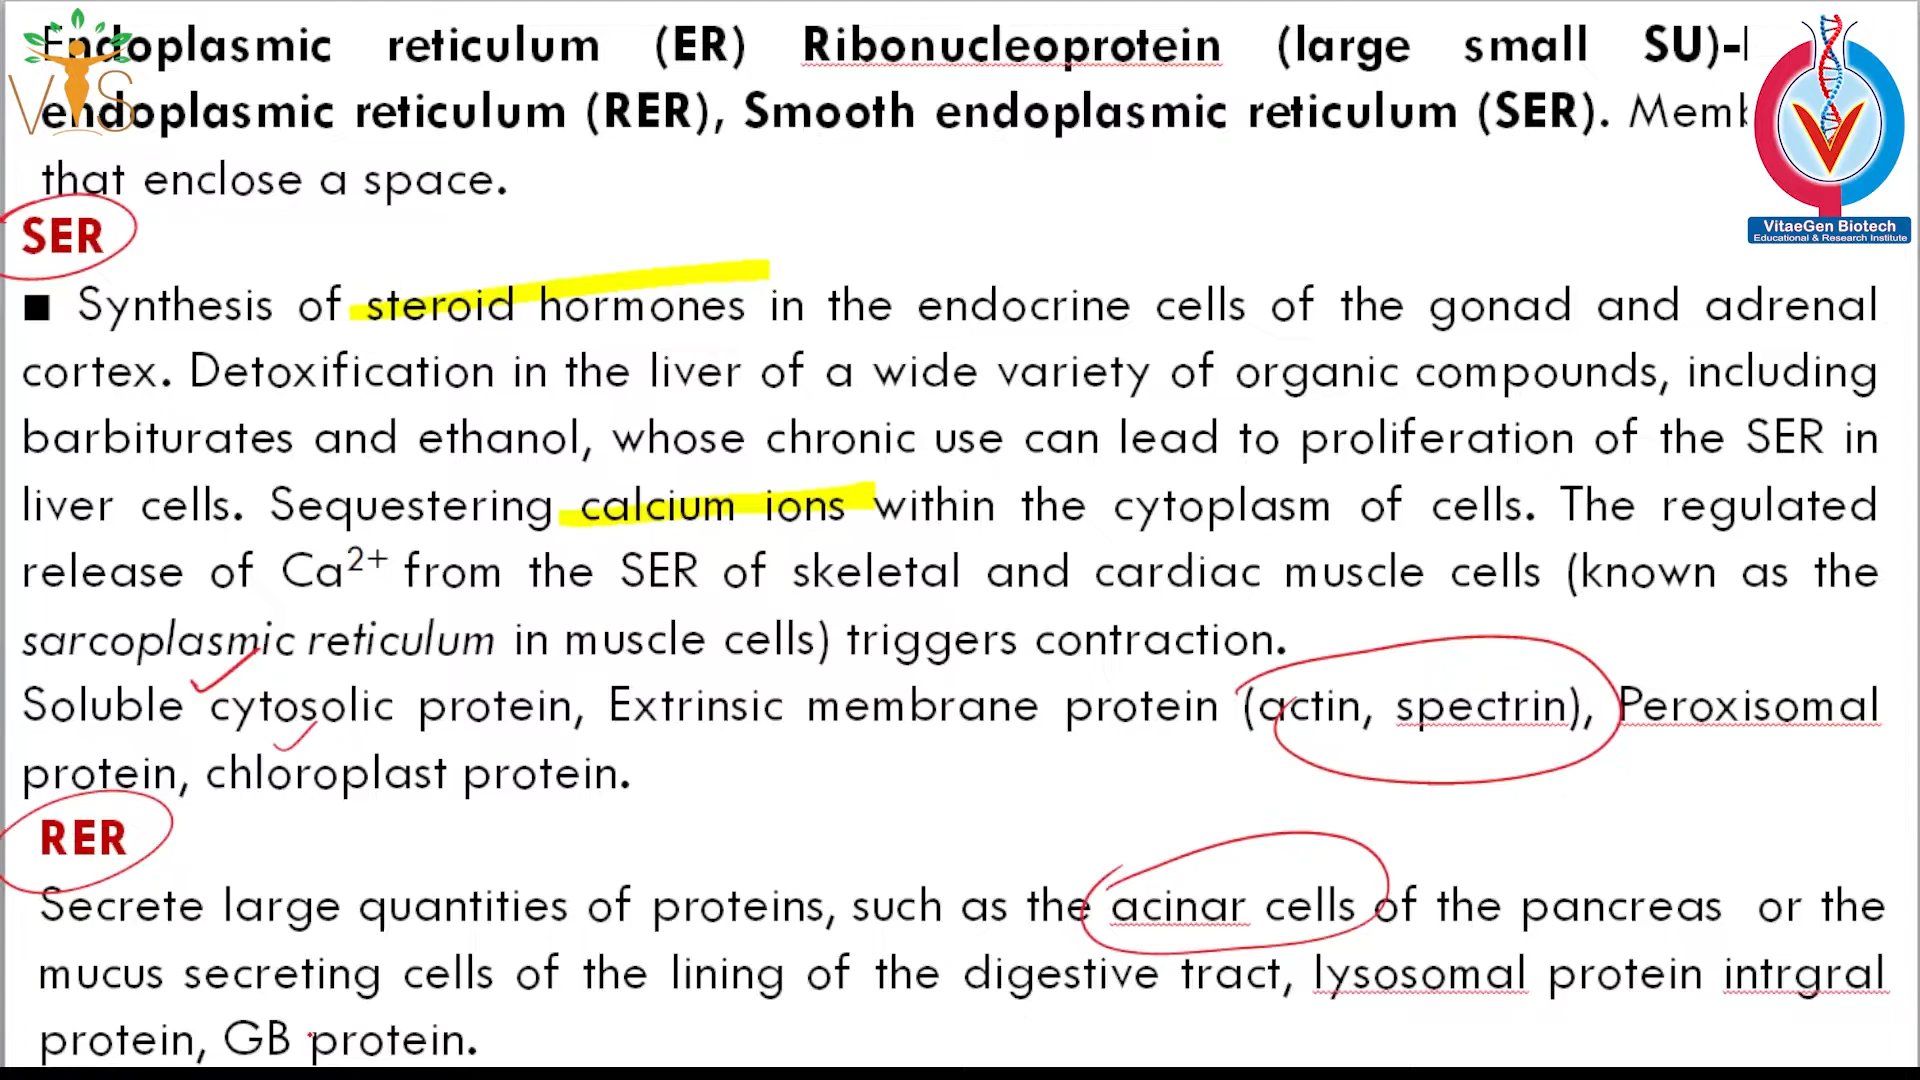 Endoplasmic reticulum (ER) Ribonucleoprotein (large small SU)-
endoplasmic reticulum (RER), Smooth endoplasmic reticulum (SER).
that enclose a space.
VIS
VitaeGen Biotech
Educational & Research Institute
SER
■ Synthesis of steroid hormones in the endocrine cells of the gonad and adrenal
cortex. Detoxification in the liver of a wide variety of organic compounds, including
barbiturates and ethanol, whose chronic use can lead to proliferation of the SER in
liver cells. Sequestering calcium ions within the cytoplasm of cells. The regulated
release of Ca²⁺ from the SER of skeletal and cardiac muscle cells (known as the
sarcoplasmic reticulum in muscle cells) triggers contraction.
Soluble cytosolic protein, Extrinsic membrane protein (actin, spectrin), Peroxisomal
protein, chloroplast protein.
RER
Secrete large quantities of proteins, such as the acinar cells of the pancreas or the
mucus secreting cells of the lining of the digestive tract, lysosomal protein intrgral
protein, GB protein.